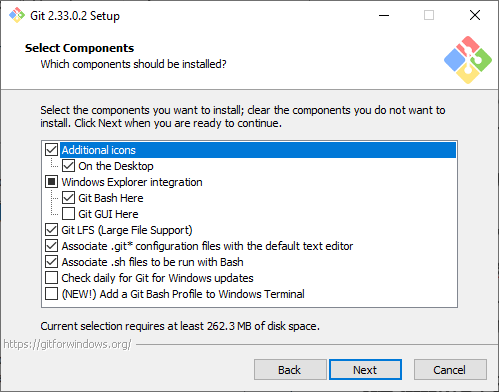 Git 2.33.0.2 Setup
Select Components
Which components should be installed?
Select the components you want to install; clear the components you do not want to
install. Click Next when you are ready to continue.
Additional icons
On the Desktop
Windows Explorer integration
Git Bash Here
Git GUI Here
Git LFS (Large File Support)
Associate .git* configuration files with the default text editor
Associate .sh files to be run with Bash
Check daily for Git for Windows updates
(NEW!) Add a Git Bash Profile to Windows Terminal
Current selection requires at least 262.3 MB of disk space.
https://gitforwindows.org/
Back
Next
Cancel